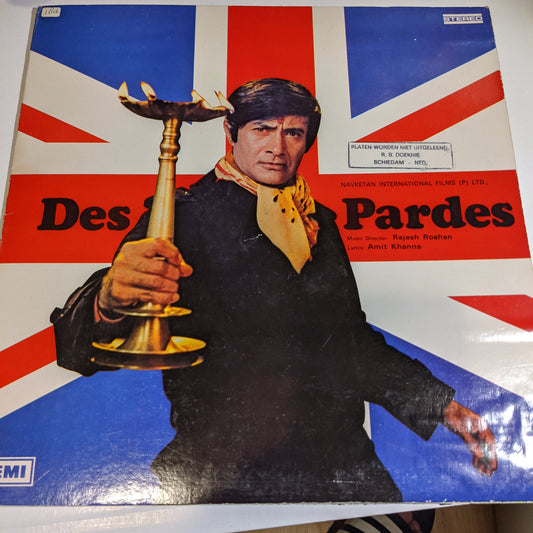 1218
STEREO
PLATEN WORDEN NIET UITGELEEND
R. S. DOEKHIE
SCHIEDAM - NED.
NAVKETAN INTERNATIONAL FILMS (P) LTD.,
Des Pardes
Music Director: Rajesh Roshan
Lyrics: Amit Khanna
EMI